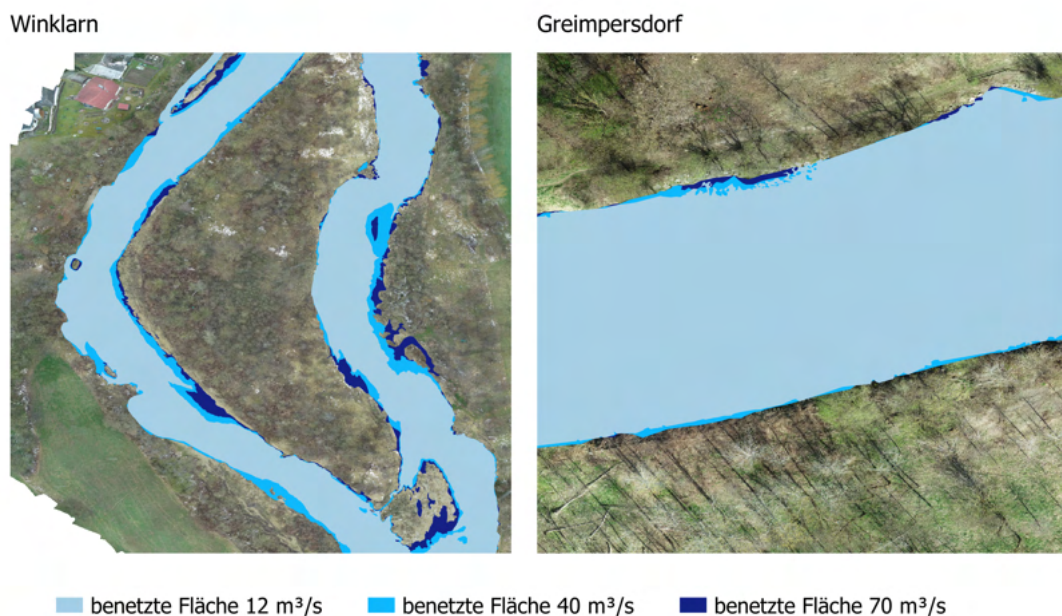 Winklarn
Greimpersdorf
benetzte Fläche 12 m³/s
benetzte Fläche 40 m³/s
benetzte Fläche 70 m³/s